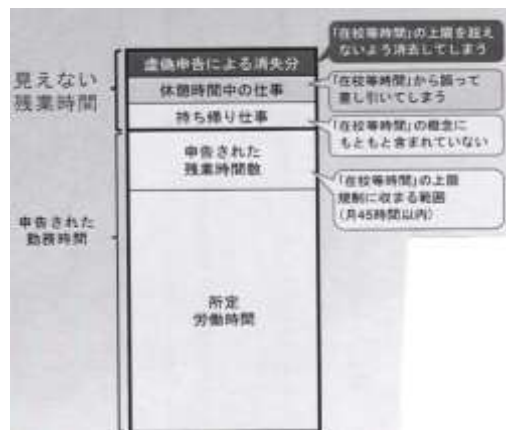 「在校等時間」の上限を超え
ないよう消去してしまう
虚偽申告による消失分
見えない
残業時間
休憩時間中の仕事
「在校等時間」から誤って
差し引いてしまう
持ち帰り仕事
「在校等時間」の概念に
もともと含まれていない
申告された
残業時間数
「在校等時間」の上限
規制に収まる範囲
(月45時間以内)
申告された
勤務時間
所定
労働時間